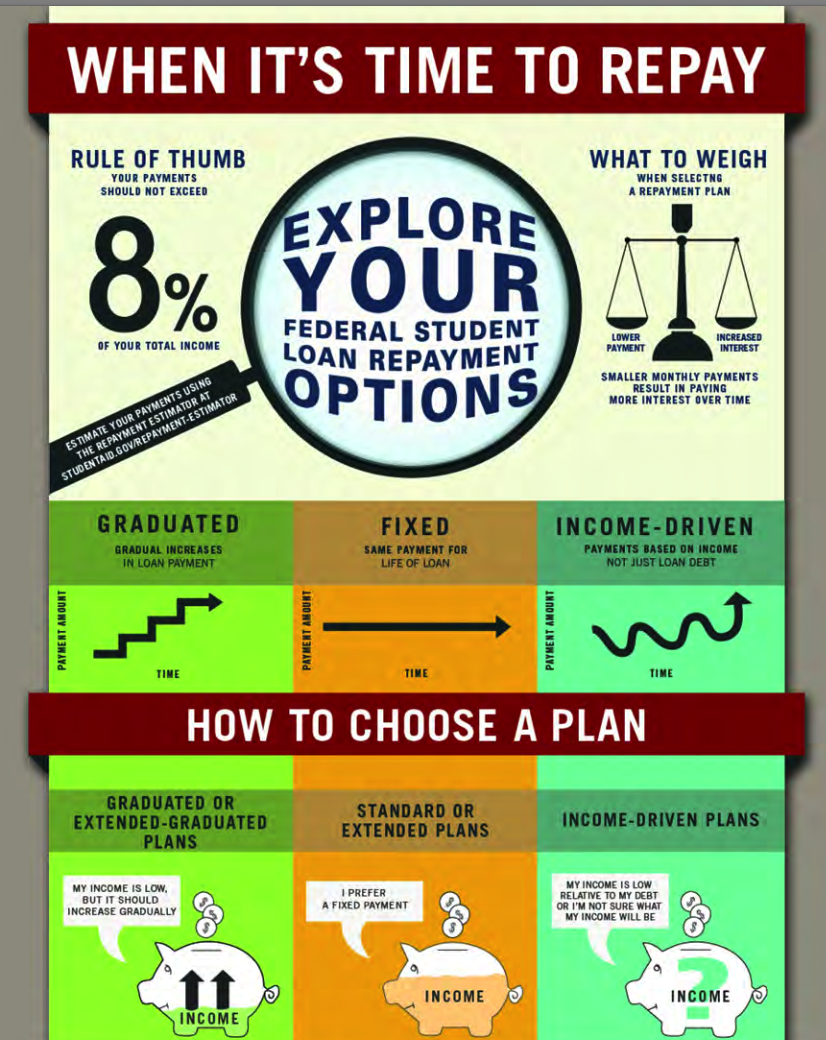 WHEN IT'S TIME TO REPAY
RULE OF THUMB
YOUR PAYMENTS
SHOULD NOT EXCEED
8%
OF YOUR TOTAL INCOME
EXPLORE
YOUR
FEDERAL STUDENT
LOAN REPAYMENT
OPTIONS
WHAT TO WEIGH
WHEN SELECTNG
A REPAYMENT PLAN
LOWER
PAYMENT
INCREASED
INTEREST
SMALLER MONTHLY PAYMENTS
RESULT IN PAYING
MORE INTEREST OVER TIME
ESTIMATE YOUR PAYMENTS USING
THE REPAYMENT ESTIMATOR AT
STUDENTAID.GOV/REPAYMENT-ESTIMATOR
GRADUATED
GRADUAL INCREASES
IN LOAN PAYMENT
PAYMENT AMOUNT
TIME
FIXED
SAME PAYMENT FOR
LIFE OF LOAN
PAYMENT AMOUNT
TIME
INCOME-DRIVEN
PAYMENTS BASED ON INCOME
NOT JUST LOAN DEBT
PAYMENT AMOUNT
TIME
HOW TO CHOOSE A PLAN
GRADUATED OR
EXTENDED-GRADUATED
PLANS
MY INCOME IS LOW,
BUT IT SHOULD
INCREASE GRADUALLY
$
$
$
INCOME
STANDARD OR
EXTENDED PLANS
I PREFER
A FIXED PAYMENT
$
$
$
INCOME
INCOME-DRIVEN PLANS
MY INCOME IS LOW
RELATIVE TO MY DEBT
OR I'M NOT SURE WHAT
MY INCOME WILL BE
$
$
$
?
INCOME